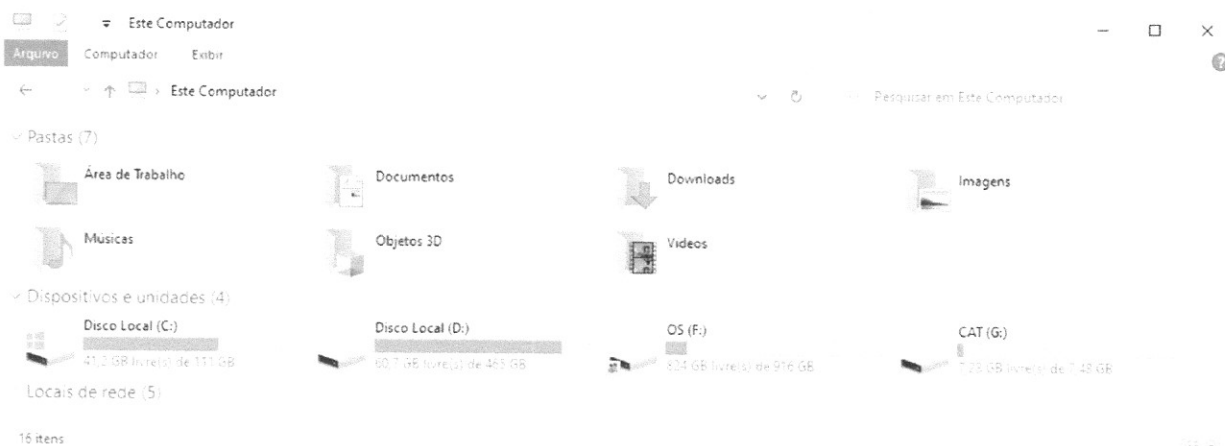 Este Computador
Arquivo Computador Exibir
Este Computador Pesquisar em Este Computador
Pastas (7)
Área de Trabalho Documentos Downloads Imagens
Músicas Objetos 3D Vídeos
Dispositivos e unidades (4)
Disco Local (C:) Disco Local (D:) OS (F:) CAT (G:)
41,2 GB livre(s) de 111 GB 60,7 GB livre(s) de 465 GB 824 GB livre(s) de 916 GB 7,28 GB livre(s) de 7,48 GB
Locais de rede (5)
16 itens